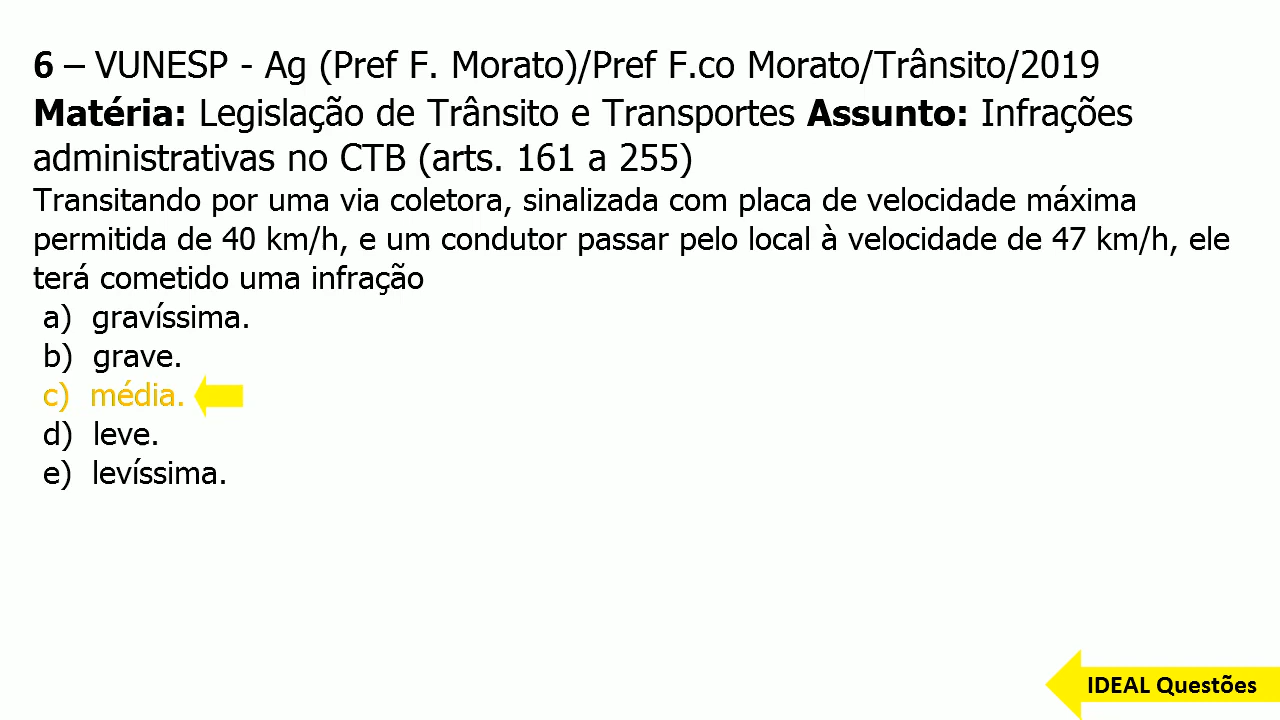 6 – VUNESP - Ag (Pref F. Morato)/Pref F.co Morato/Trânsito/2019
Matéria: Legislação de Trânsito e Transportes Assunto: Infrações
administrativas no CTB (arts. 161 a 255)
Transitando por uma via coletora, sinalizada com placa de velocidade máxima
permitida de 40 km/h, e um condutor passar pelo local à velocidade de 47 km/h, ele
terá cometido uma infração
a) gravíssima.
b) grave.
c) média.
d) leve.
e) levíssima.
IDEAL Questões